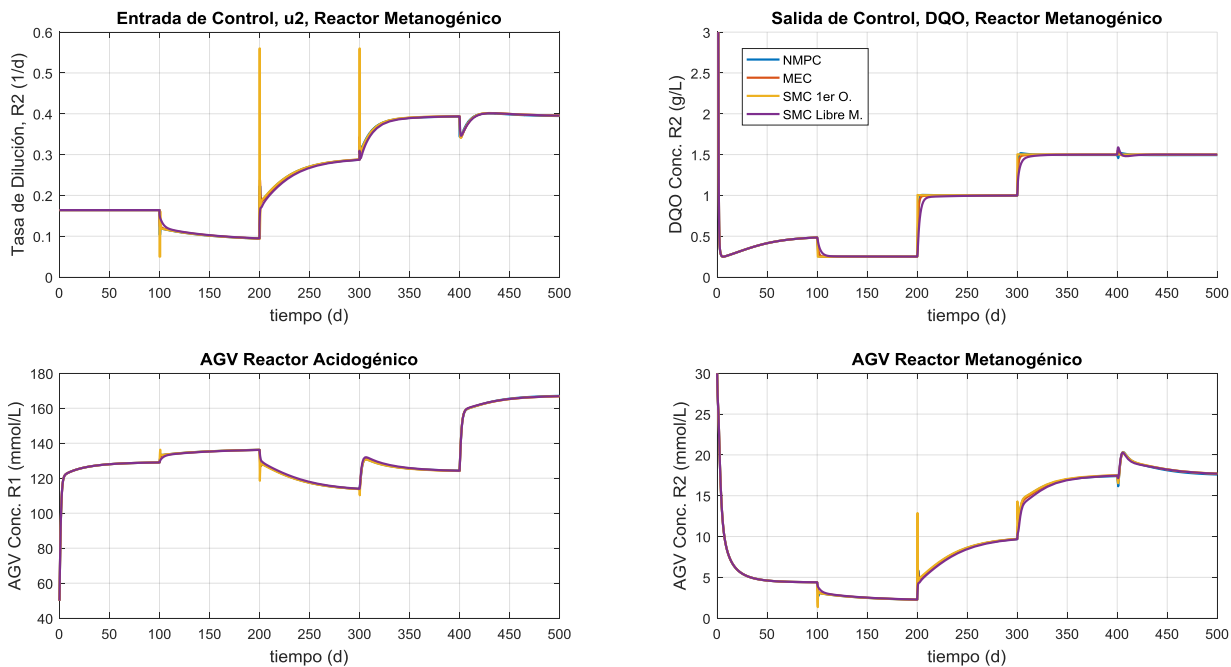 Entrada de Control, u2, Reactor Metanogénico
Tasa de Dilución, R2 (1/d)
0.6
0.5
0.4
0.3
0.2
0.1
0
0 50 100 150 200 250 300 350 400 450 500
tiempo (d)
Salida de Control, DQO, Reactor Metanogénico
DQO Conc. R2 (g/L)
3
2.5
2
1.5
1
0.5
0
NMPC
MEC
SMC 1er O.
SMC Libre M.
0 50 100 150 200 250 300 350 400 450 500
tiempo (d)
AGV Reactor Acidogénico
AGV Conc. R1 (mmol/L)
180
160
140
120
100
80
60
40
0 50 100 150 200 250 300 350 400 450 500
tiempo (d)
AGV Reactor Metanogénico
AGV Conc. R2 (mmol/L)
30
25
20
15
10
5
0
0 50 100 150 200 250 300 350 400 450 500
tiempo (d)